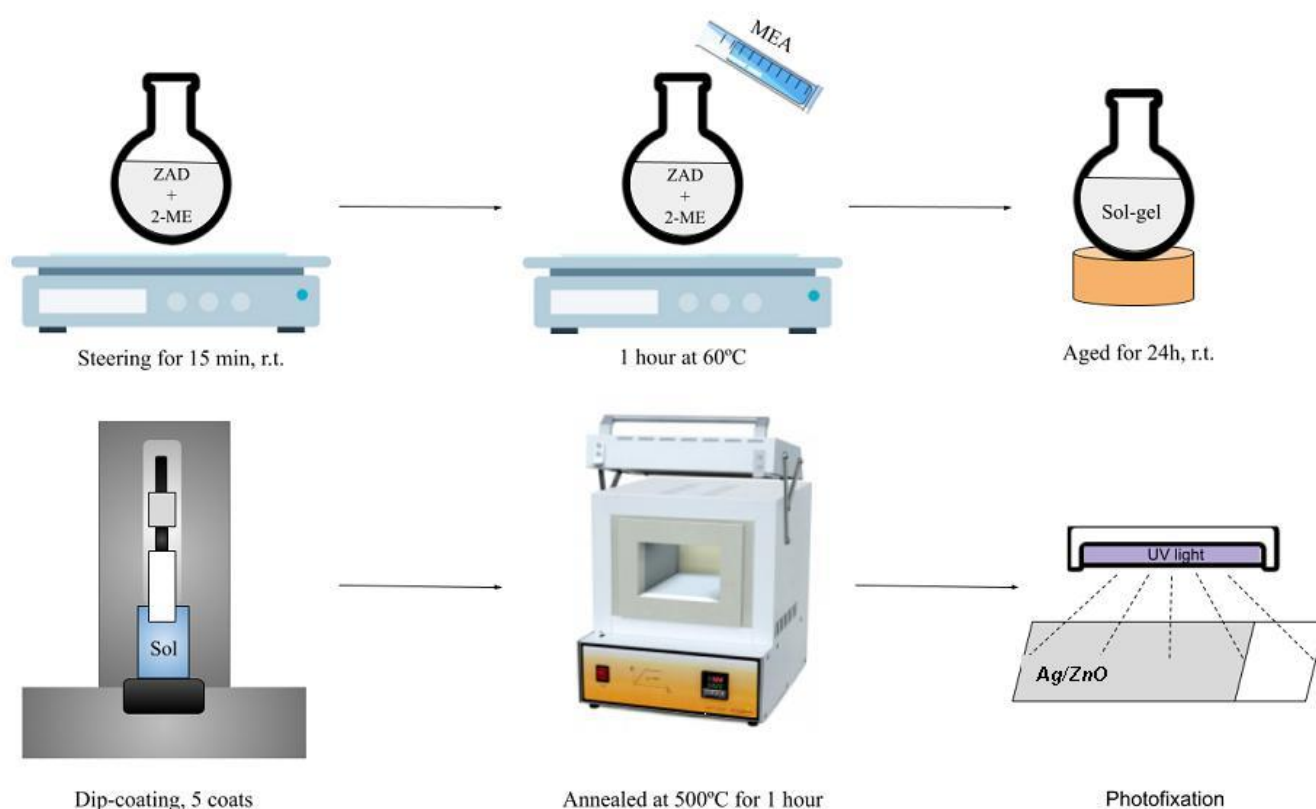 MEA
ZAD
+
2-ME
ZAD
+
2-ME
Sol-gel
Steering for 15 min, r.t.
1 hour at 60ºC
Aged for 24h, r.t.
Sol
UV light
Ag/ZnO
Dip-coating, 5 coats
Annealed at 500ºC for 1 hour
Photofixation